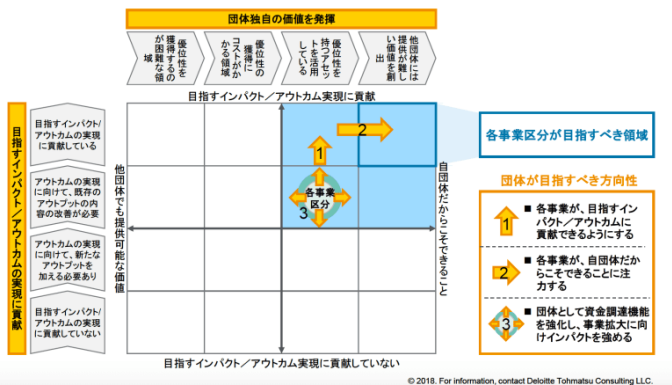 団体独自の価値を発揮
優位性を
獲得するの
が困難な領
域
優位性の
獲得に
コストがか
かる領域
優位性を
持つアセッ
トを活用
している
他団体には
提供が難し
い価値を創
出
目指すインパクト／アウトカム実現に貢献
目指すインパクト／アウトカムの実現に貢献
目指すインパクト/
アウトカムの実現
に貢献している
アウトカムの実現
に向けて、既存の
アウトプットの内
容の改善が必要
アウトカムの実現
に向けて、新たな
アウトプットを
加える必要あり
目指すインパクト/
アウトカムの実現
に貢献していない
他団体でも提供可能な価値
1
2
3
各事業
区分
自団体だからこそできること
目指すインパクト／アウトカム実現に貢献していない
各事業区分が目指すべき領域
団体が目指すべき方向性
1
■ 各事業が、目指すイン
パクト／アウトカムに
貢献できるようにする
2
■ 各事業が、自団体だか
らこそできることに注
力する
3
■ 団体として資金調達機能
を強化し、事業拡大に向
けインパクトを強める
© 2018. For information, contact Deloitte Tohmatsu Consulting LLC.